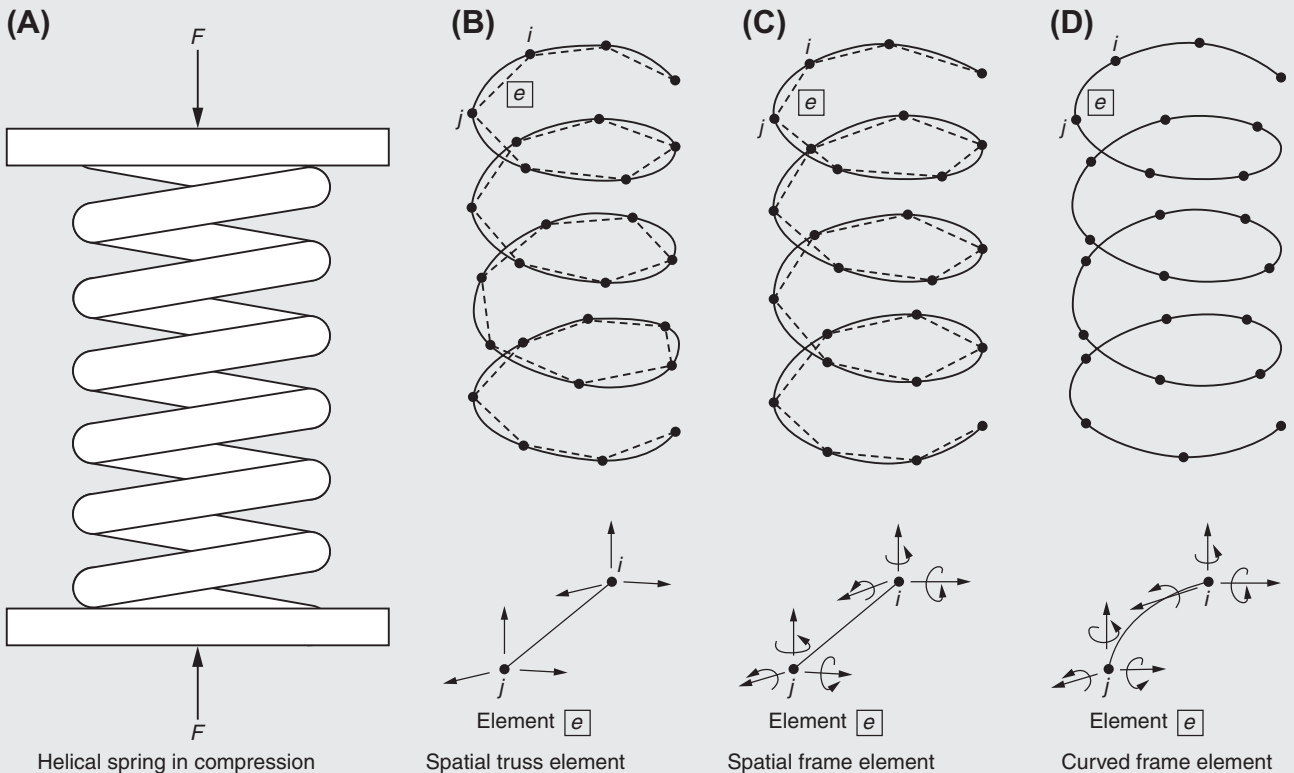 (A)
F
F
Helical spring in compression
(B)
i
e
j
i
j
Element e
Spatial truss element
(C)
i
e
j
i
j
Element e
Spatial frame element
(D)
i
e
j
i
j
Element e
Curved frame element